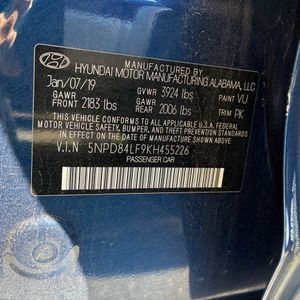 MANUFACTURED BY
HYUNDAI MOTOR MANUFACTURING ALABAMA, LLC
Jan/07/19 GVWR 3924 lbs PAINT VU
GAWR FRONT 2183 lbs GAWR REAR 2006 lbs TRIM PK
THIS VEHICLE CONFORMS TO ALL APPLICABLE U.S.A FEDERAL
MOTOR VEHICLE SAFETY, BUMPER, AND THEFT PREVENTION
STANDARDS IN EFFECT ON THE DATE OF MANUFACTURE SHOWN ABOVE.
V.I.N 5NPD84LF9KH455226
PASSENGER CAR